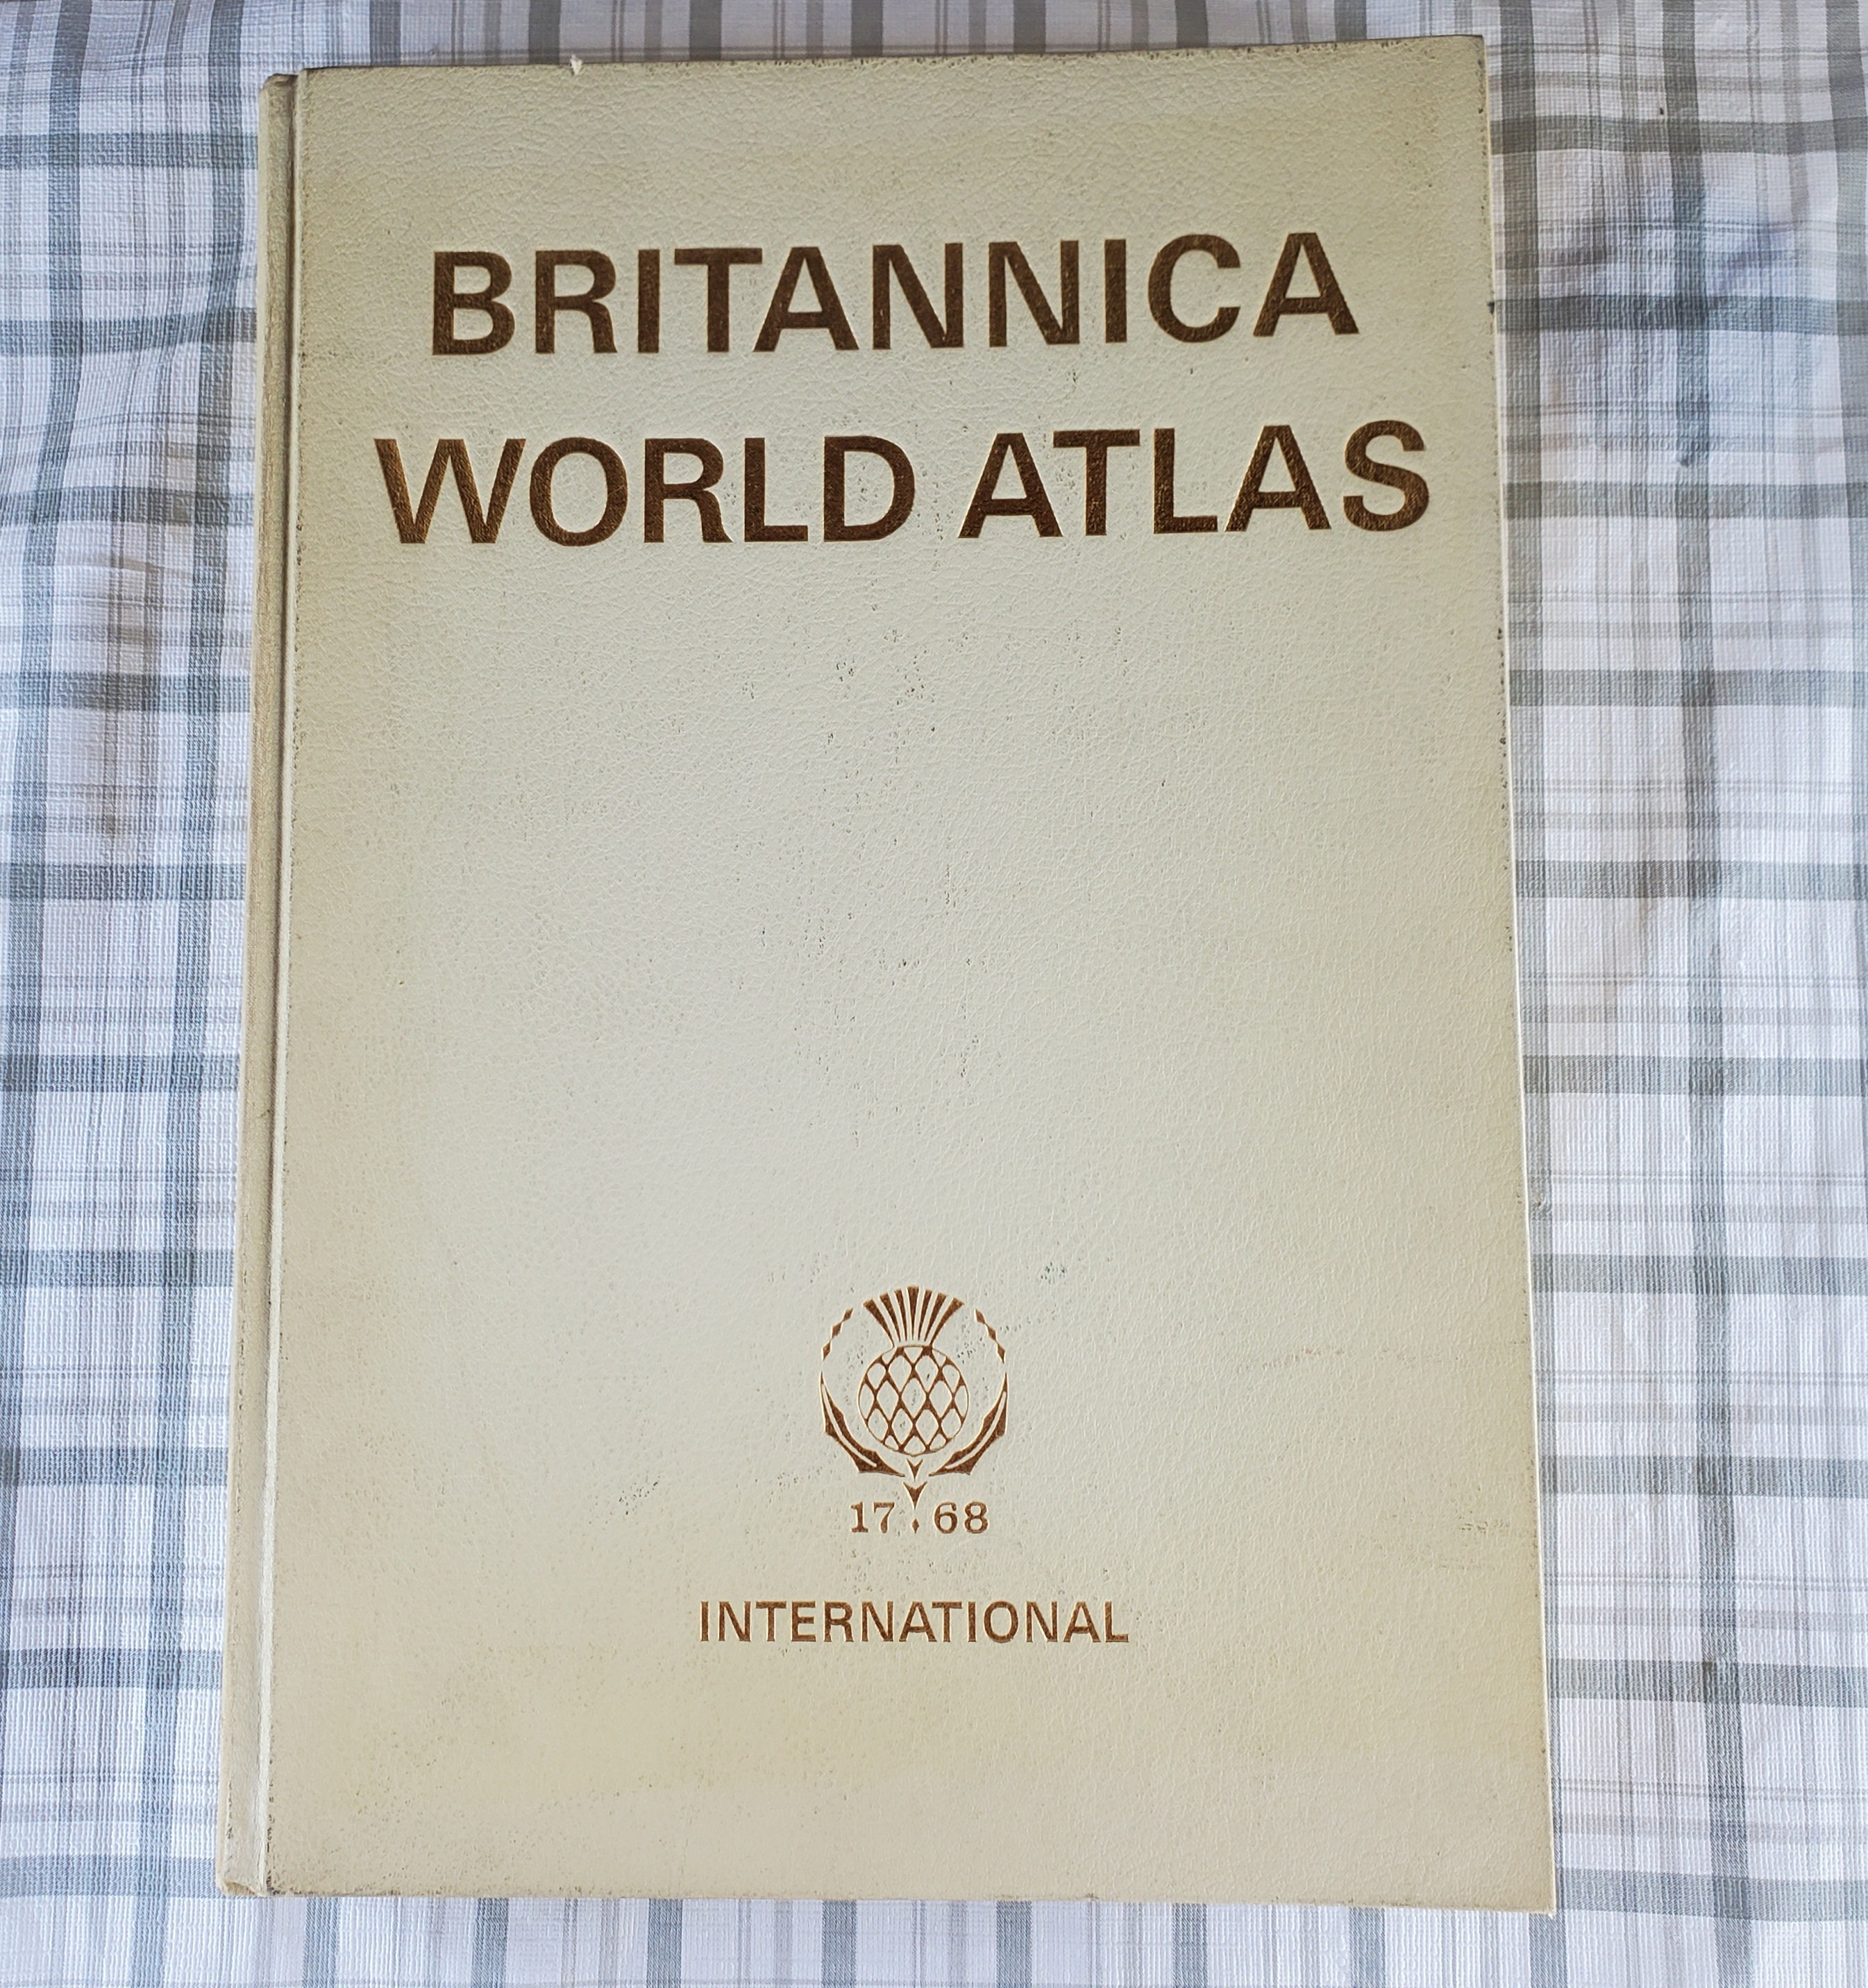 BRITANNICA
WORLD ATLAS
17 68
INTERNATIONAL